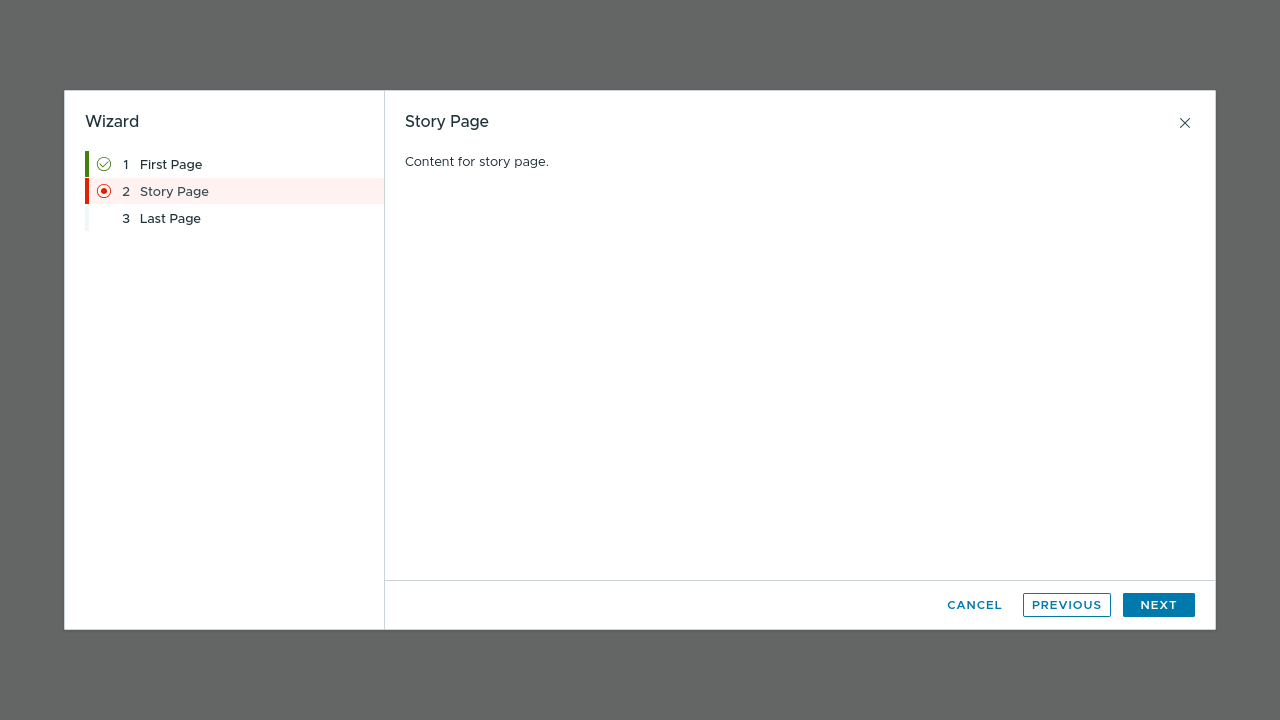 Wizard
1 First Page
2 Story Page
3 Last Page
Story Page
Content for story page.
CANCEL PREVIOUS NEXT